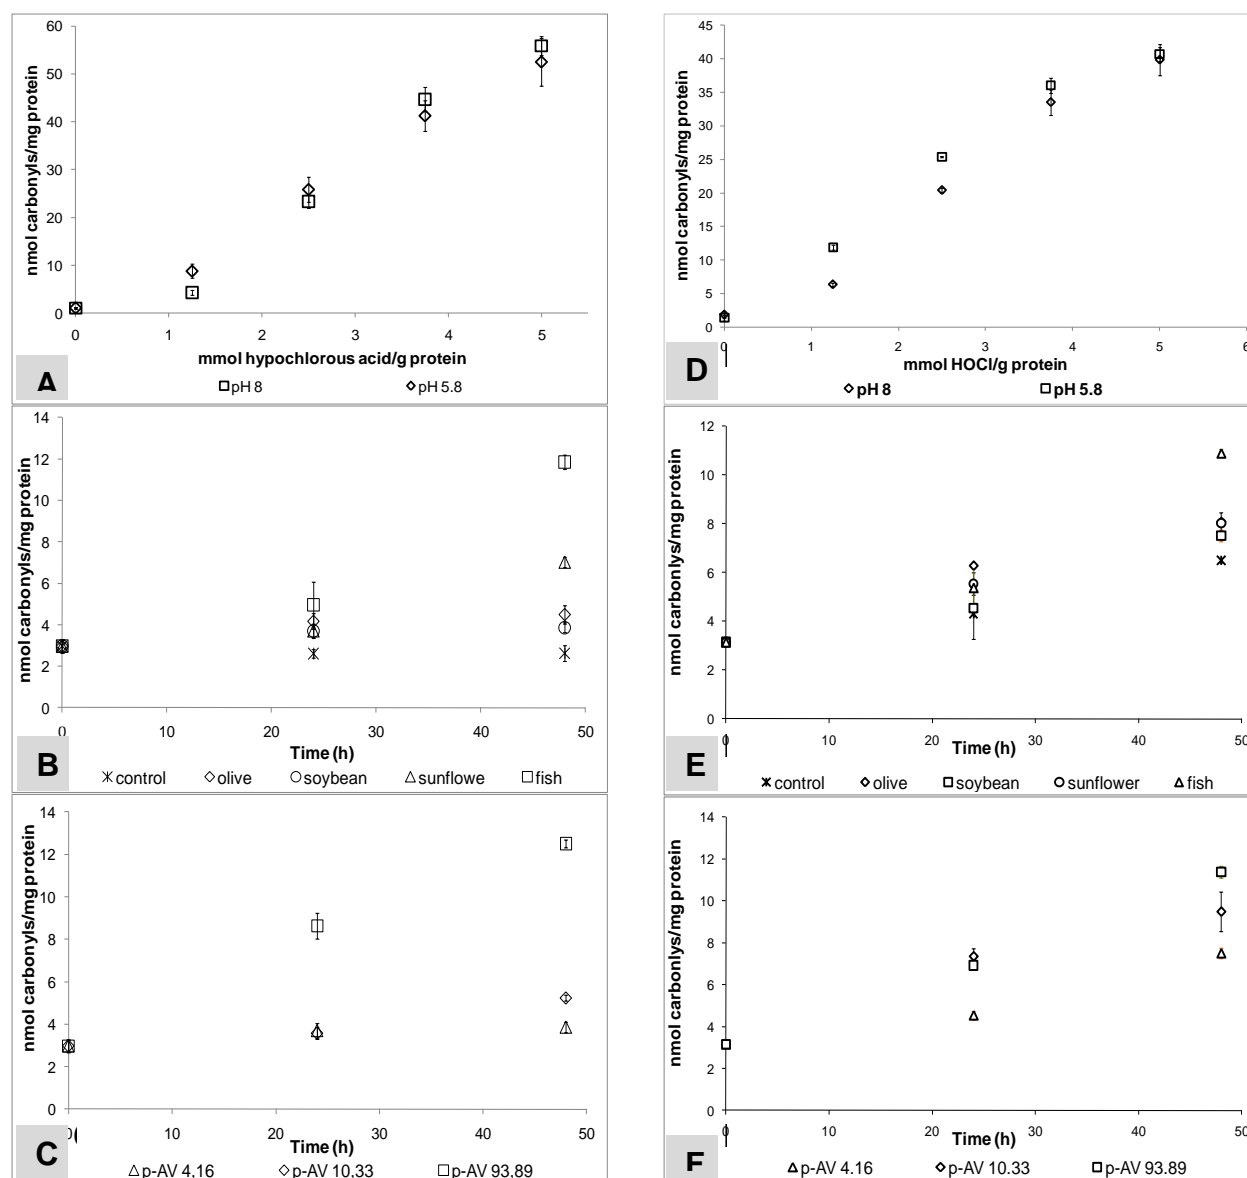 60
50
40
30
20
10
0
nmol carbonyls/mg protein
0 1 2 3 4 5
mmol hypochlorous acid/g protein
A
pH 8 pH 5.8
45
40
35
30
25
20
15
10
5
0
nmol carbonyls/mg protein
0 1 2 3 4 5 6
mmol HOCl/g protein
D
pH 8 pH 5.8
14
12
10
8
6
4
2
0
nmol carbonyls/mg protein
0 10 20 30 40 50
Time (h)
B
control olive soybean sunflowe fish
12
10
8
6
4
2
0
nmol carbonlys/mg protein
0 10 20 30 40 50
Time (h)
E
control olive soybean sunflower fish
14
12
10
8
6
4
2
0
nmol carbonyls/mg protein
0 10 20 30 40 50
Time (h)
C
p-AV 4,16 p-AV 10,33 p-AV 93,89
14
12
10
8
6
4
2
0
nmol carbonlys/mg protein
0 10 20 30 40 50
Time (h)
F
p-AV 4.16 p-AV 10.33 p-AV 93.89